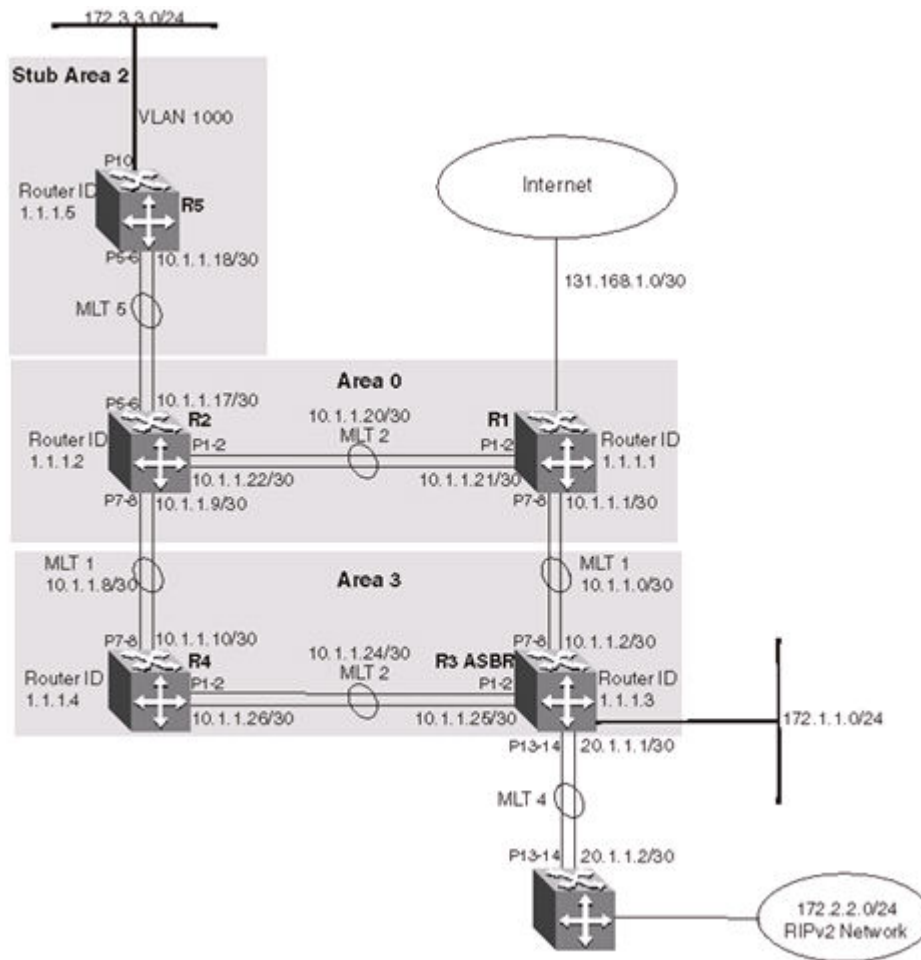 172.3.3.0/24
Stub Area 2
VLAN 1000
P10
Router ID
1.1.1.5
R5
P5-6
10.1.1.18/30
MLT 5
Internet
131.168.1.0/30
Area 0
P5-6
10.1.1.17/30
R2
10.1.1.20/30
MLT 2
R1
Router ID
1.1.1.2
P1-2
P1-2
Router ID
1.1.1.1
10.1.1.22/30
10.1.1.21/30
P7-8
10.1.1.9/30
P7-8
10.1.1.1/30
MLT 1
10.1.1.8/30
Area 3
MLT 1
10.1.1.0/30
P7-8
10.1.1.10/30
R4
10.1.1.24/30
MLT 2
R3 ASBR
P7-8
10.1.1.2/30
Router ID
1.1.1.4
P1-2
P1-2
Router ID
1.1.1.3
10.1.1.26/30
10.1.1.25/30
172.1.1.0/24
P13-14
20.1.1.1/30
MLT 4
P13-14
20.1.1.2/30
172.2.2.0/24
RIPv2 Network